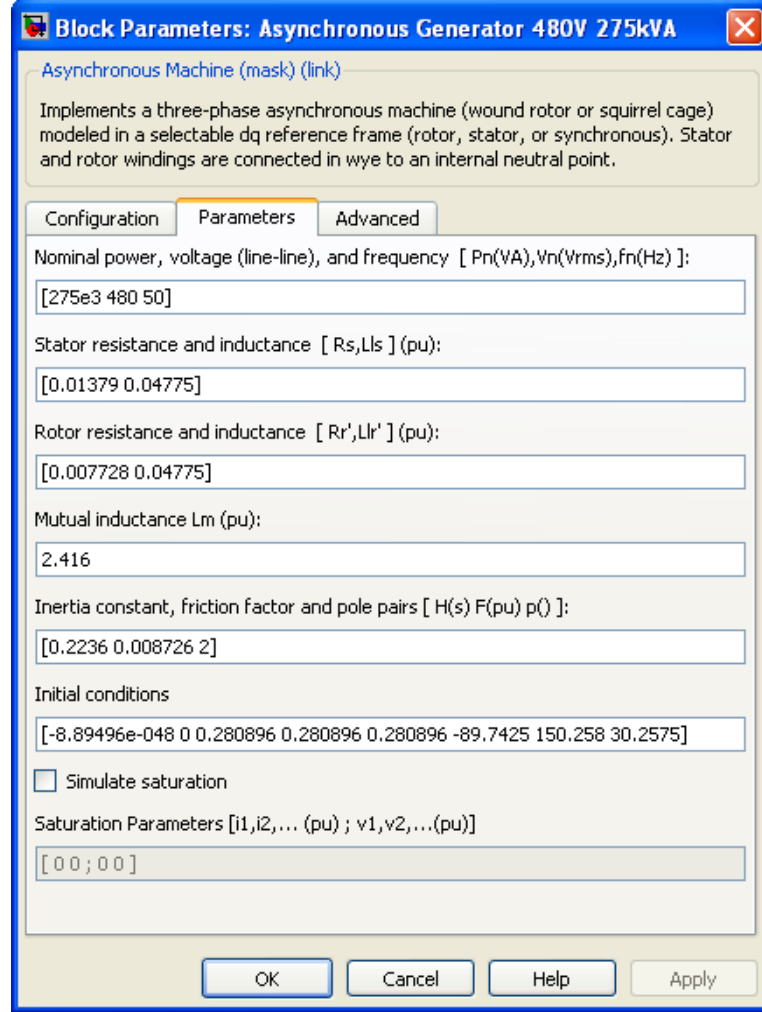 Block Parameters: Asynchronous Generator 480V 275kVA
Asynchronous Machine (mask) (link)
Implements a three-phase asynchronous machine (wound rotor or squirrel cage)
modeled in a selectable dq reference frame (rotor, stator, or synchronous). Stator
and rotor windings are connected in wye to an internal neutral point.
Configuration Parameters Advanced
Nominal power, voltage (line-line), and frequency [ Pn(VA),Vn(Vrms),fn(Hz) ]:
[275e3 480 50]
Stator resistance and inductance [ Rs,Lls ] (pu):
[0.01379 0.04775]
Rotor resistance and inductance [ Rr',Llr' ] (pu):
[0.007728 0.04775]
Mutual inductance Lm (pu):
2.416
Inertia constant, friction factor and pole pairs [ H(s) F(pu) p() ]:
[0.2236 0.008726 2]
Initial conditions
[-8.89496e-048 0 0.280896 0.280896 0.280896 -89.7425 150.258 30.2575]
Simulate saturation
Saturation Parameters [i1,i2,... (pu) ; v1,v2,...(pu)]
[ 0 0 ; 0 0 ]
OK Cancel Help Apply